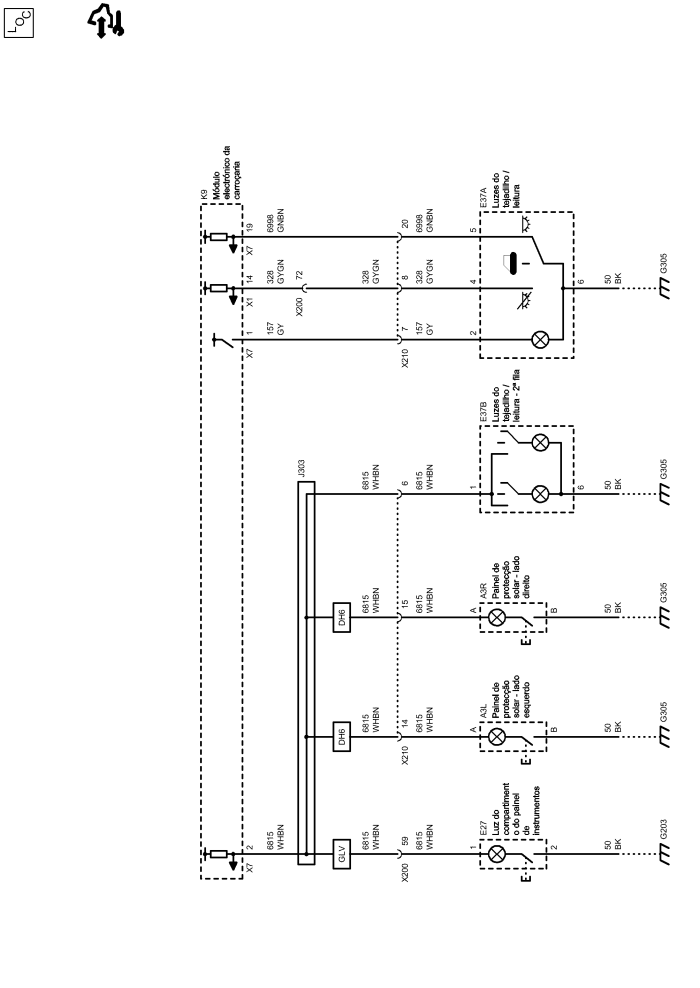 LOC
K9
Módulo
electrónico da
carroçaria
X7
2
6815
WHBN
J303
GLV
6815
WHBN
X200
59
6815
WHBN
1
E27
Luz do
compartiment
o do painel
de
instrumentos
2
50
BK
G203
DH6
6815
WHBN
X210
14
6815
WHBN
A
A3L
Painel de
protecção
solar - lado
esquerdo
B
50
BK
G305
DH6
6815
WHBN
15
6815
WHBN
A
A3R
Painel de
protecção
solar - lado
direito
B
50
BK
G305
6815
WHBN
6
6815
WHBN
1
E37B
Luzes do
tejadilho /
leitura - 2ª fila
6
50
BK
G305
X7
1
157
GY
X210
7
157
GY
2
X1
14
328
GYGN
X200
72
328
GYGN
8
328
GYGN
4
X7
19
6998
GNBN
20
6998
GNBN
5
E37A
Luzes do
tejadilho /
leitura
6
50
BK
G305